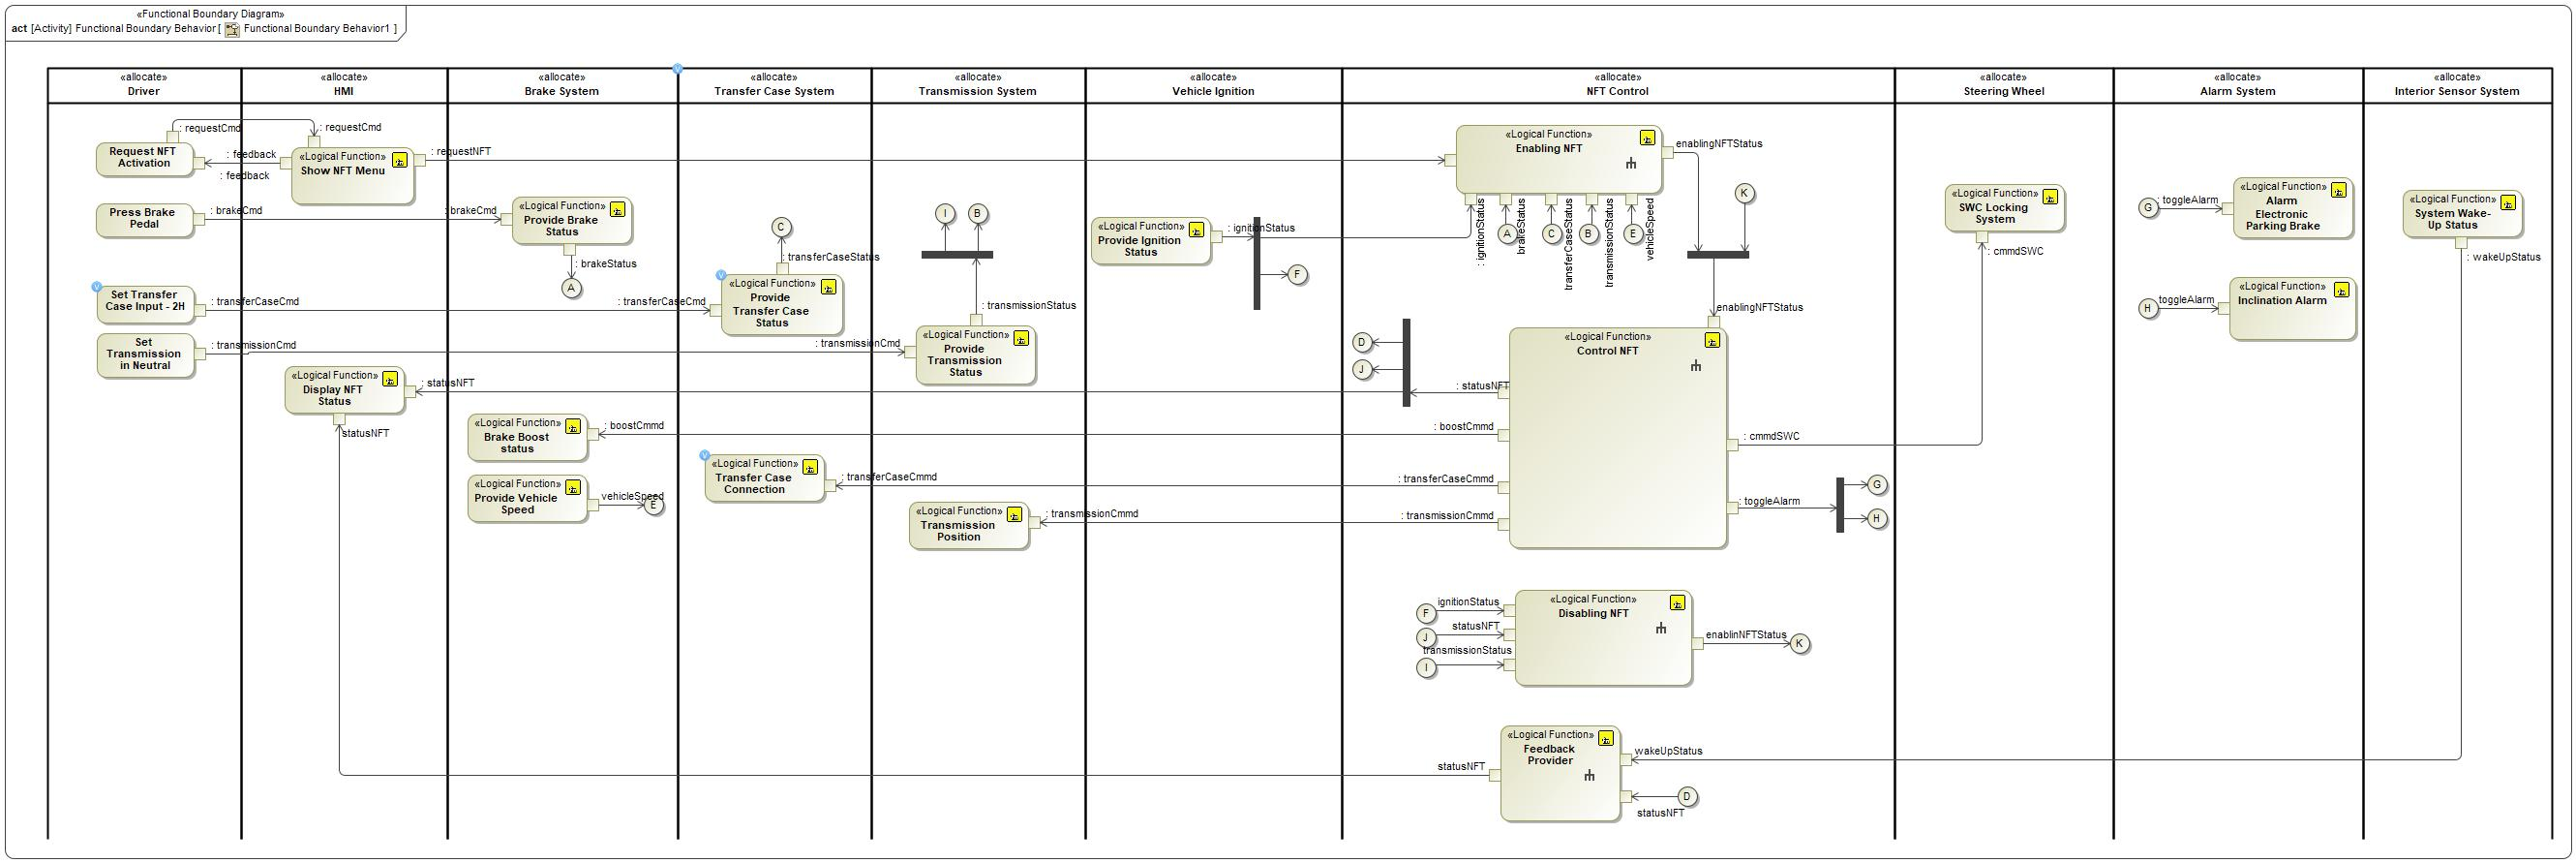 «Functional Boundary Diagram»
act [Activity] Functional Boundary Behavior [ Functional Boundary Behavior1 ]
«allocate»
Driver
«allocate»
HMI
«allocate»
Brake System
«allocate»
Transfer Case System
«allocate»
Transmission System
«allocate»
Vehicle Ignition
«allocate»
NFT Control
«allocate»
Steering Wheel
«allocate»
Alarm System
«allocate»
Interior Sensor System
: requestCmd
: requestCmd
Request NFT
Activation
: feedback
: feedback
«Logical Function»
Show NFT Menu
: requestNFT
Press Brake
Pedal
: brakeCmd
: brakeCmd
«Logical Function»
Provide Brake
Status
: brakeStatus
A
Set Transfer
Case Input - 2H
: transferCaseCmd
: transferCaseCmd
C
: transferCaseStatus
«Logical Function»
Provide
Transfer Case
Status
Set
Transmission
in Neutral
: transmissionCmd
: transmissionCmd
I
B
: transmissionStatus
«Logical Function»
Provide
Transmission
Status
«Logical Function»
Provide Ignition
Status
: ignitionStatus
F
«Logical Function»
Enabling NFT
enablingNFTStatus
: ignitionStatus
A
brakeStatus
C
transferCaseStatus
B
transmissionStatus
E
vehicleSpeed
K
enablingNFTStatus
«Logical Function»
SWC Locking
System
: cmmdSWC
G
: toggleAlarm
«Logical Function»
Alarm
Electronic
Parking Brake
H
toggleAlarm
«Logical Function»
Inclination Alarm
«Logical Function»
System Wake-
Up Status
: wakeUpStatus
«Logical Function»
Display NFT
Status
: statusNFT
statusNFT
D
J
: statusNFT
«Logical Function»
Control NFT
«Logical Function»
Brake Boost
status
: boostCmmd
: boostCmmd
: cmmdSWC
«Logical Function»
Transfer Case
Connection
: transferCaseCmmd
: transferCaseCmmd
«Logical Function»
Provide Vehicle
Speed
vehicleSpeed
E
: toggleAlarm
G
H
«Logical Function»
Transmission
Position
: transmissionCmmd
: transmissionCmmd
F
ignitionStatus
J
statusNFT
I
transmissionStatus
«Logical Function»
Disabling NFT
enablinNFTStatus
K
«Logical Function»
Feedback
Provider
wakeUpStatus
statusNFT
D
statusNFT